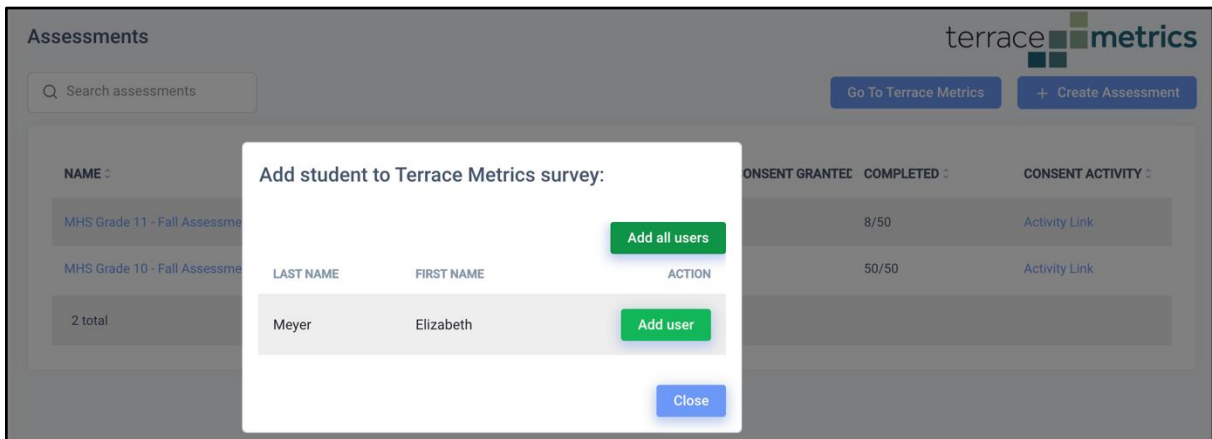 Assessments
terrace metrics
Search assessments
Go To Terrace Metrics
+ Create Assessment
Add student to Terrace Metrics survey:
NAME
CONSENT GRANTED
COMPLETED
CONSENT ACTIVITY
MHS Grade 11 - Fall Assessme
8/50
Activity Link
Add all users
MHS Grade 10 - Fall Assessme
50/50
Activity Link
LAST NAME
FIRST NAME
ACTION
2 total
Meyer
Elizabeth
Add user
Close